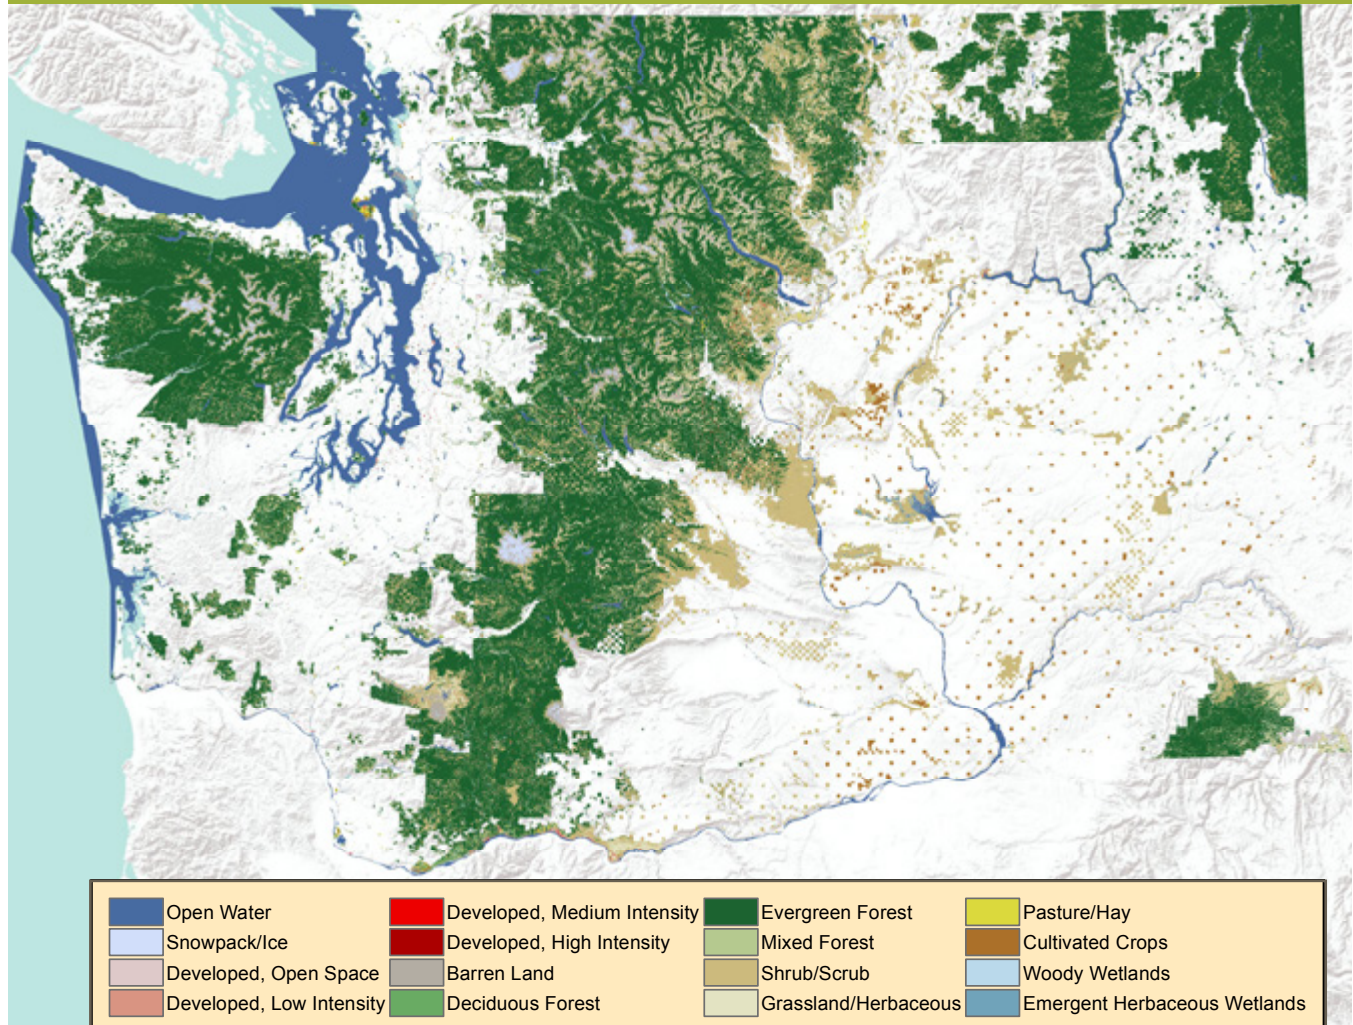 Open Water
Snowpack/Ice
Developed, Open Space
Developed, Low Intensity
Developed, Medium Intensity
Developed, High Intensity
Barren Land
Deciduous Forest
Evergreen Forest
Mixed Forest
Shrub/Scrub
Grassland/Herbaceous
Pasture/Hay
Cultivated Crops
Woody Wetlands
Emergent Herbaceous Wetlands